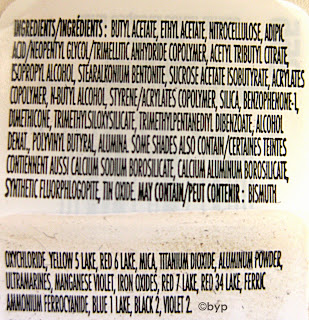 INGREDIENTS/INGRÉDIENTS : BUTYL ACETATE, ETHYL ACETATE, NITROCELLULOSE, ADIPIC
ACID/NEOPENTYL GLYCOL/TRIMELLITIC ANHYDRIDE COPOLYMER, ACETYL TRIBUTYL CITRATE,
ISOPROPYL ALCOHOL, STEARALKONIUM BENTONITE, SUCROSE ACETATE ISOBUTYRATE, ACRYLATES
COPOLYMER, N-BUTYL ALCOHOL, STYRENE/ACRYLATES COPOLYMER, SILICA, BENZOPHENONE-1,
DIMETHICONE, TRIMETHYLSILOXYSILICATE, TRIMETHYLPENTANEDIYL DIBENZOATE, ALCOHOL
DENAT., POLYVINYL BUTYRAL, ALUMINA. SOME SHADES ALSO CONTAIN/CERTAINES TEINTES
CONTIENNENT AUSSI CALCIUM SODIUM BOROSILICATE, CALCIUM ALUMINUM BOROSILICATE,
SYNTHETIC FLUORPHLOGOPITE, TIN OXIDE. MAY CONTAIN/PEUT CONTENIR : BISMUTH
OXYCHLORIDE, YELLOW 5 LAKE, RED 6 LAKE, MICA, TITANIUM DIOXIDE, ALUMINUM POWDER,
ULTRAMARINES, MANGANESE VIOLET, IRON OXIDES, RED 7 LAKE, RED 34 LAKE, FERRIC
AMMONIUM FERROCYANIDE, BLUE 1 LAKE, BLACK 2, VIOLET 2.
©byp